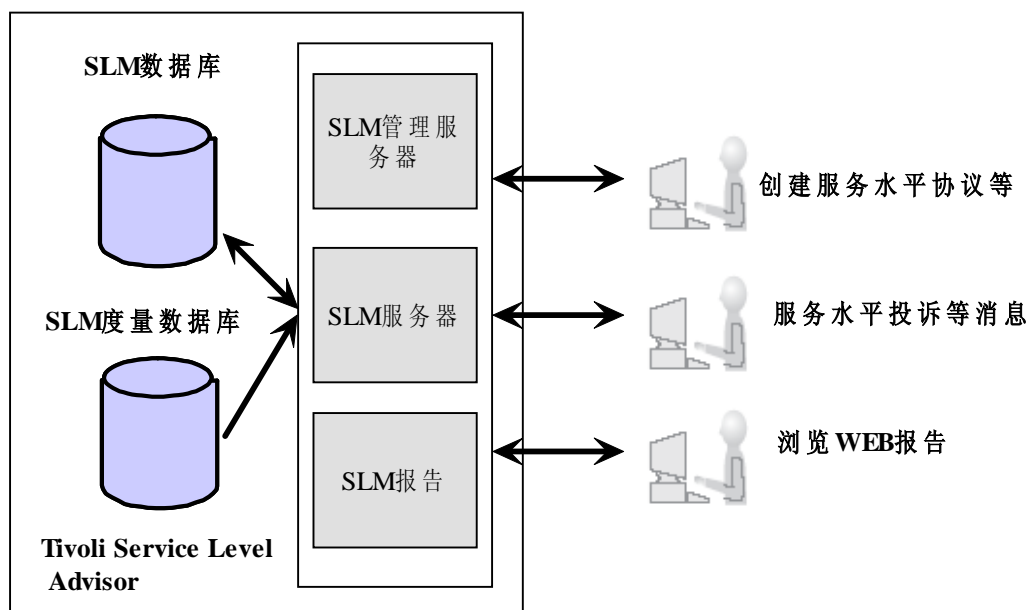 SLM数据库
SLM管理服
务器
创建服务水平协议等
SLM度量数据库
SLM服务器
服务水平投诉等消息
SLM报告
浏览WEB报告
Tivoli Service Level
Advisor